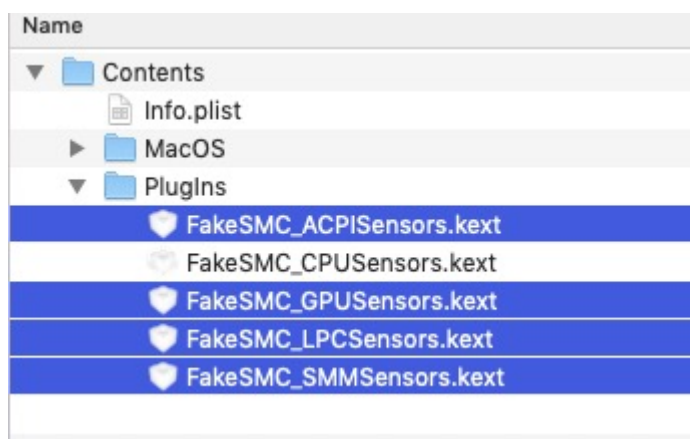 Name
Contents
Info.plist
MacOS
PlugIns
FakeSMC_ACPISensors.kext
FakeSMC_CPUSensors.kext
FakeSMC_GPUSensors.kext
FakeSMC_LPCSensors.kext
FakeSMC_SMMSensors.kext